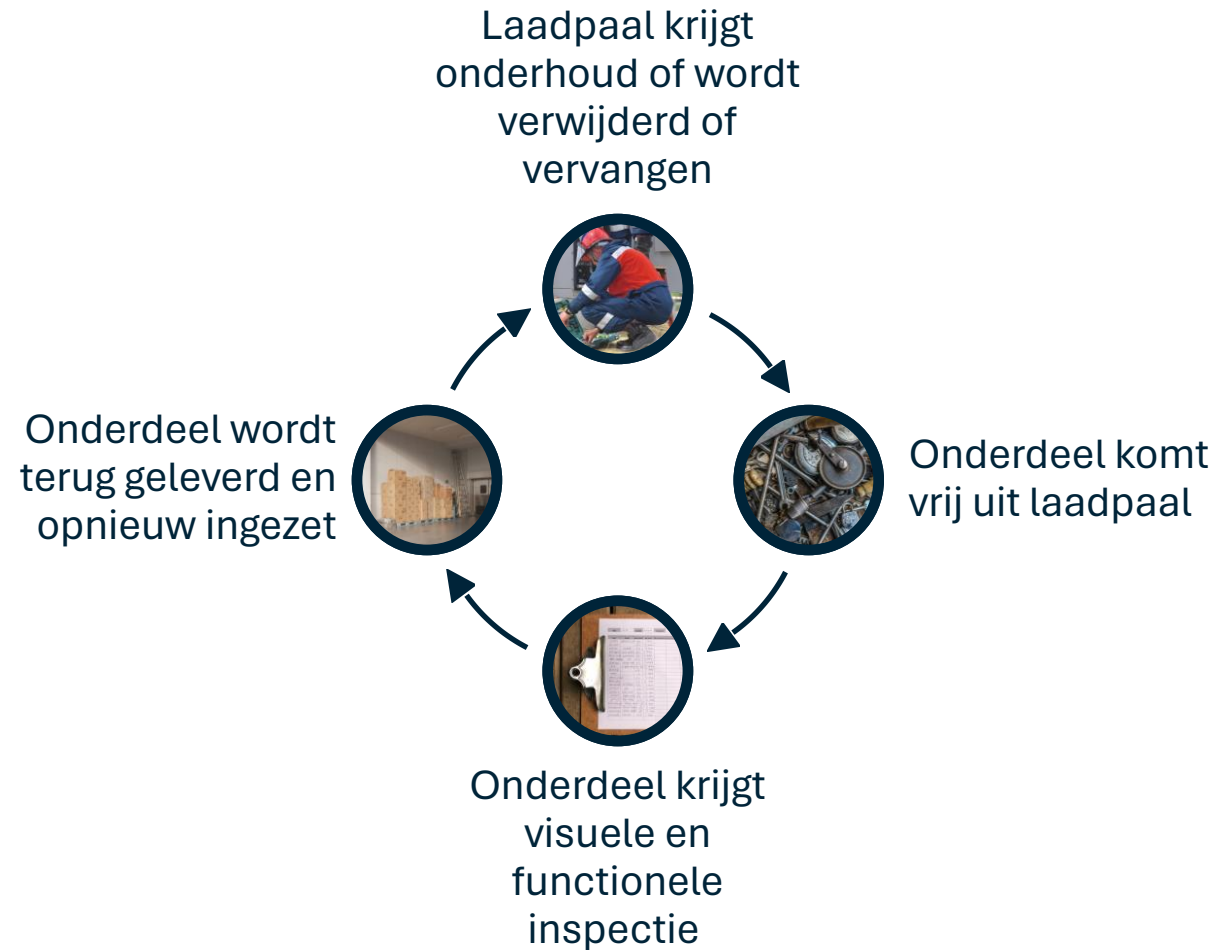 Laadpaal krijgt
onderhoud of wordt
verwijderd of
vervangen
Onderdeel komt
vrij uit laadpaal
Onderdeel krijgt
visuele en
functionele
inspectie
Onderdeel wordt
terug geleverd en
opnieuw ingezet